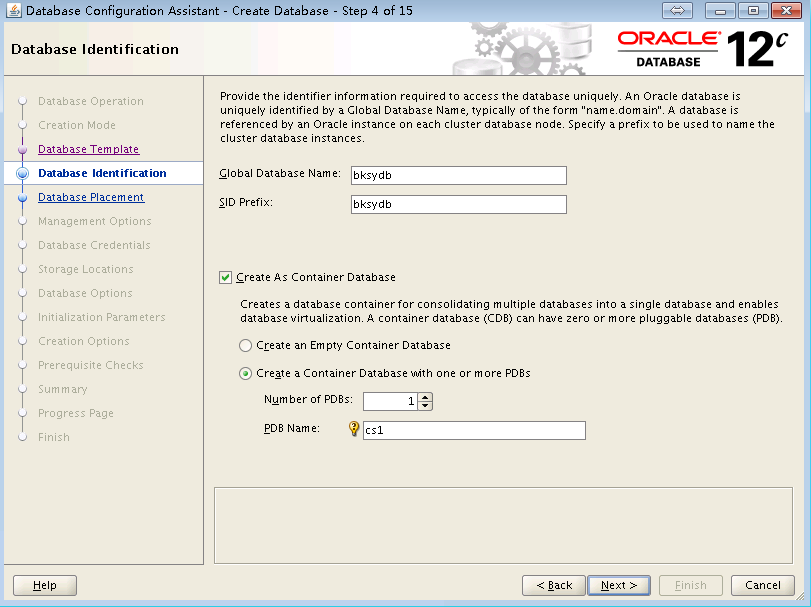 Database Configuration Assistant - Create Database - Step 4 of 15
Database Identification
ORACLE®
DATABASE
12c
Database Operation
Creation Mode
Database Template
Database Identification
Database Placement
Management Options
Database Credentials
Storage Locations
Database Options
Initialization Parameters
Creation Options
Prerequisite Checks
Summary
Progress Page
Finish
Provide the identifier information required to access the database uniquely. An Oracle database is
uniquely identified by a Global Database Name, typically of the form "name.domain". A database is
referenced by an Oracle instance on each cluster database node. Specify a prefix to be used to name the
cluster database instances.
Global Database Name: bksydb
SID Prefix: bksydb
Create As Container Database
Creates a database container for consolidating multiple databases into a single database and enables
database virtualization. A container database (CDB) can have zero or more pluggable databases (PDB).
Create an Empty Container Database
Create a Container Database with one or more PDBs
Number of PDBs: 1
PDB Name: cs1
Help
< Back
Next >
Finish
Cancel